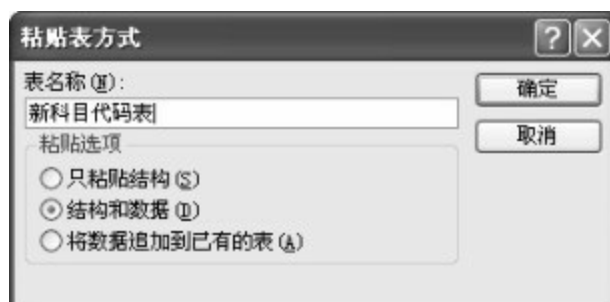 粘贴表方式
表名称(N):
确定
新科目代码表
取消
粘贴选项
只粘贴结构(S)
结构和数据(D)
将数据追加到已有的表(A)